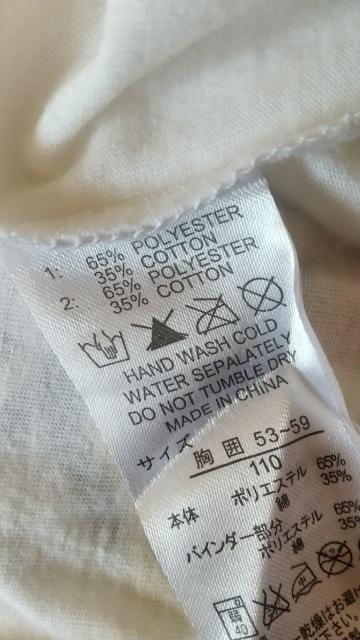 1: 65% POLYESTER
35% COTTON
2: 65% POLYESTER
35% COTTON
HAND WASH COLD
WATER SEPALATELY
DO NOT TUMBLE DRY
MADE IN CHINA
サイズ
胸囲 53~59
110
本体 ポリエステル 65%
綿 35%
バインダー部分
ポリエステル 65%
綿 35%
40